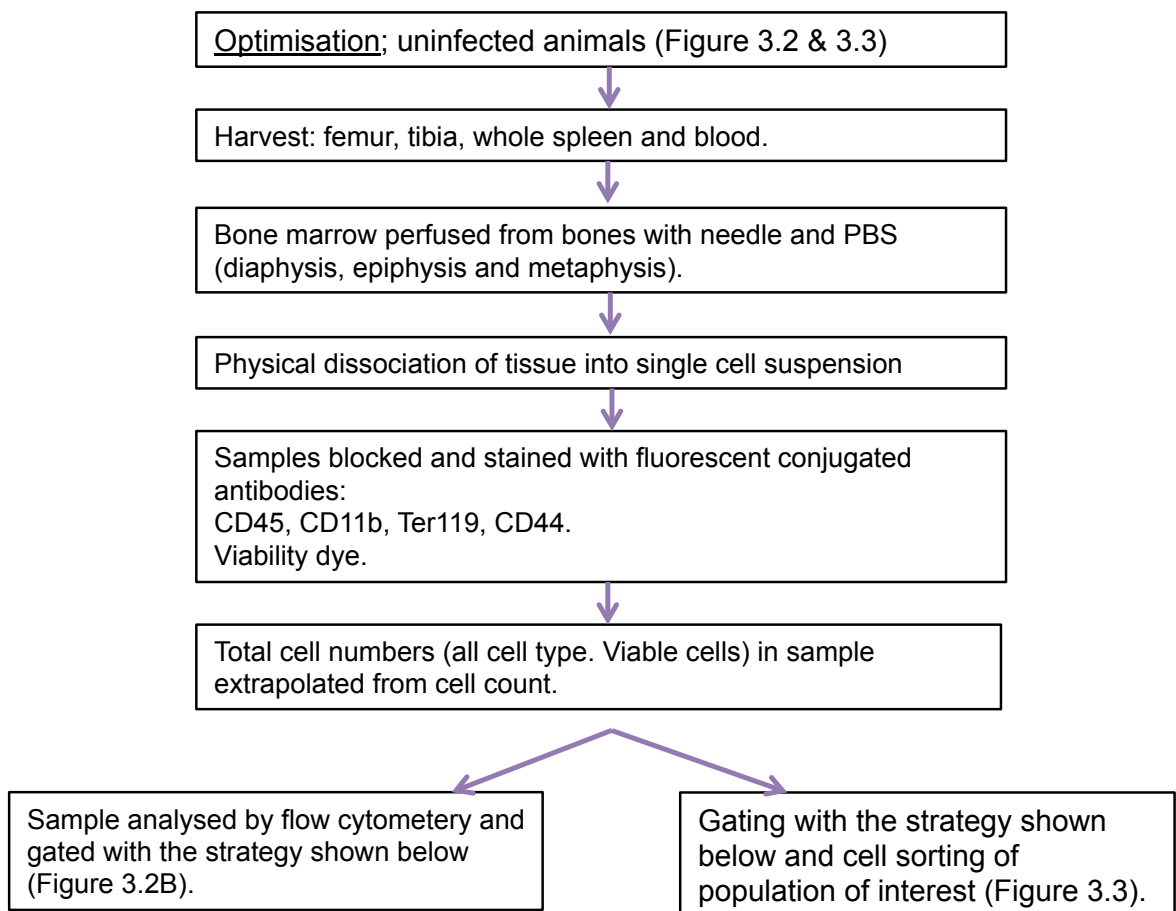 Optimisation; uninfected animals (Figure 3.2 & 3.3)
Harvest: femur, tibia, whole spleen and blood.
Bone marrow perfused from bones with needle and PBS
(diaphysis, epiphysis and metaphysis).
Physical dissociation of tissue into single cell suspension
Samples blocked and stained with fluorescent conjugated
antibodies:
CD45, CD11b, Ter119, CD44.
Viability dye.
Total cell numbers (all cell type. Viable cells) in sample
extrapolated from cell count.
Sample analysed by flow cytometery and
gated with the strategy shown below
(Figure 3.2B).
Gating with the strategy shown
below and cell sorting of
population of interest (Figure 3.3).